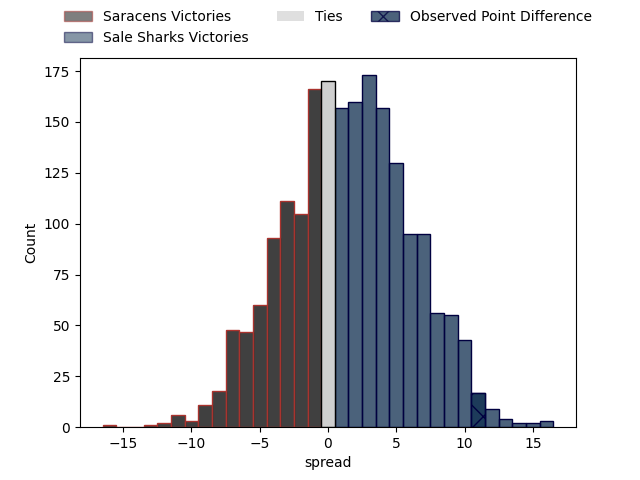 Saracens Victories
Ties
Observed Point Difference
Sale Sharks Victories
175
150
125
100
75
50
25
0
Count
−15
−10
−5
0
5
10
15
spread